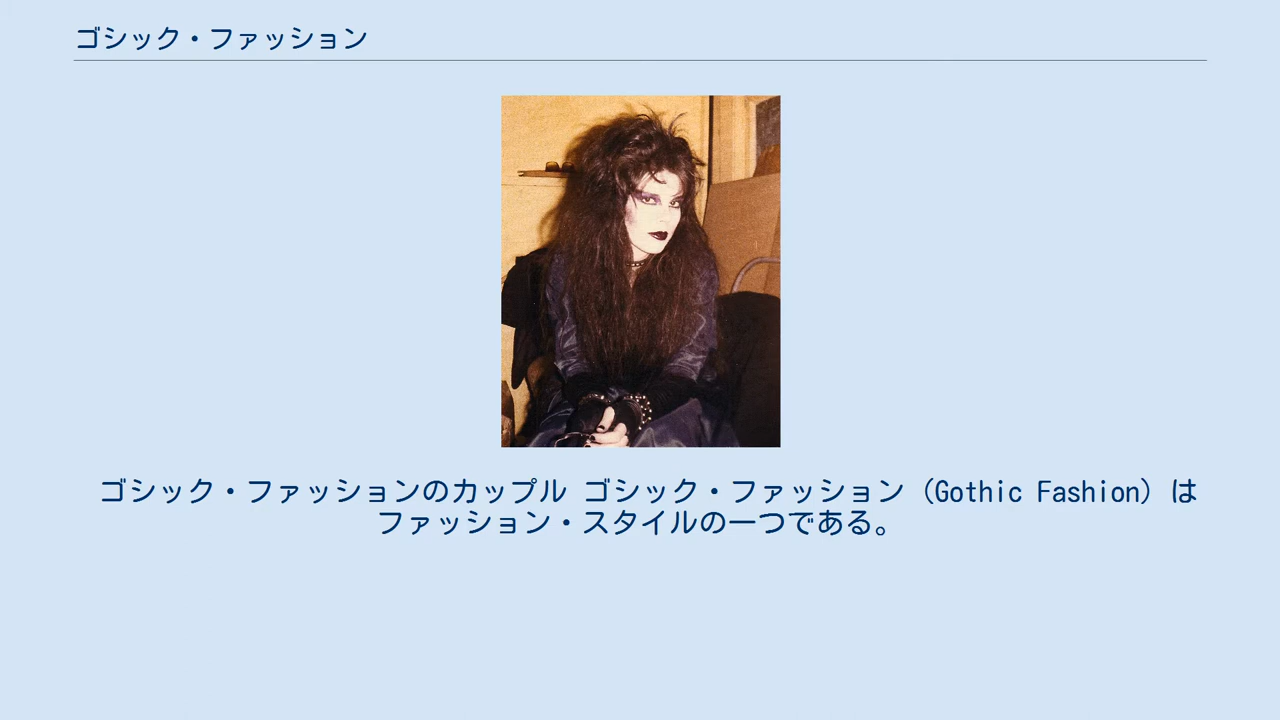 ゴシック・ファッション
ゴシック・ファッションのカップル ゴシック・ファッション (Gothic Fashion) は
ファッション・スタイルの一つである。